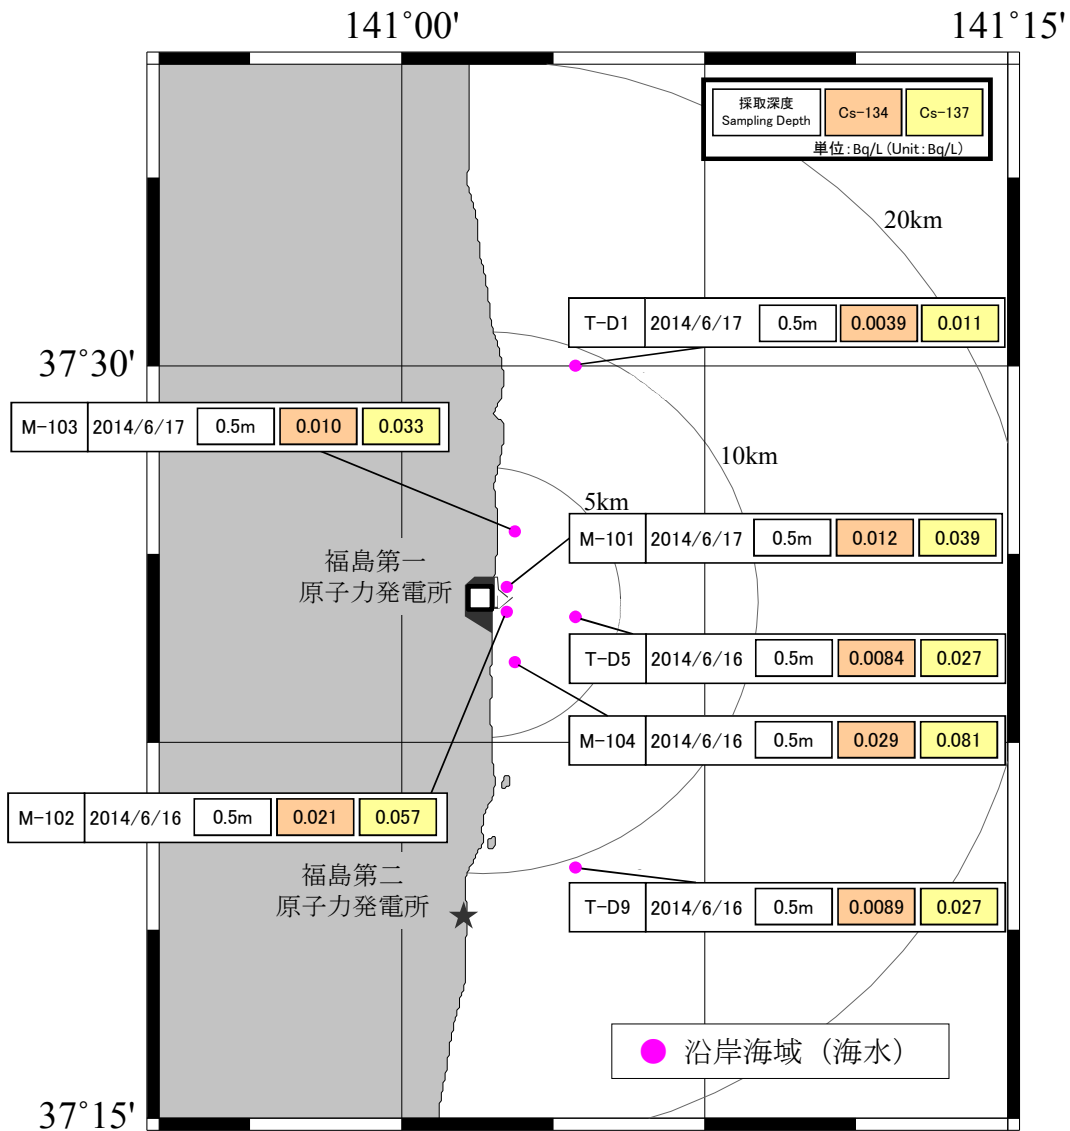 141°00'
141°15'
採取深度
Sampling Depth
Cs-134
Cs-137
単位：Bq/L (Unit：Bq/L)
20km
T-D1 2014/6/17 0.5m 0.0039 0.011
37°30'
M-103 2014/6/17 0.5m 0.010 0.033
10km
5km
M-101 2014/6/17 0.5m 0.012 0.039
福島第一
原子力発電所
T-D5 2014/6/16 0.5m 0.0084 0.027
M-104 2014/6/16 0.5m 0.029 0.081
M-102 2014/6/16 0.5m 0.021 0.057
福島第二
原子力発電所
T-D9 2014/6/16 0.5m 0.0089 0.027
沿岸海域（海水）
37°15'